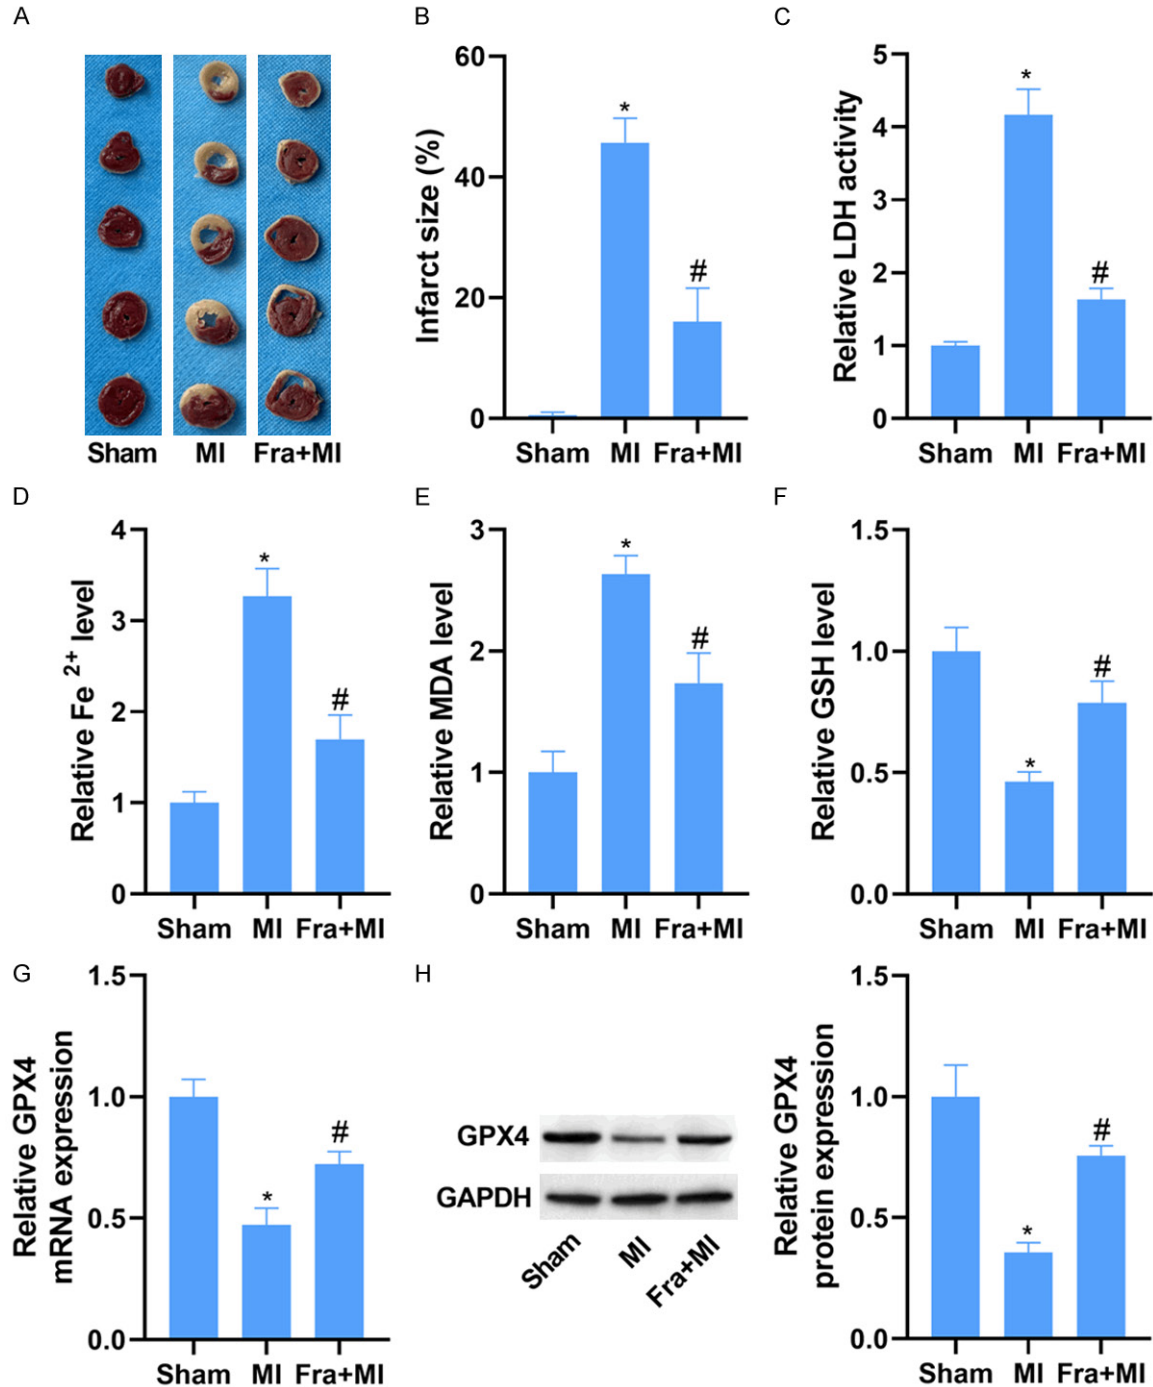 A
Sham MI Fra+MI
B
Infarct size (%)
60
40
20
0
*
#
Sham MI Fra+MI
C
Relative LDH activity
5
4
3
2
1
0
*
#
Sham MI Fra+MI
D
Relative Fe 2+ level
4
3
2
1
0
*
#
Sham MI Fra+MI
E
Relative MDA level
3
2
1
0
*
#
Sham MI Fra+MI
F
Relative GSH level
1.5
1.0
0.5
0.0
*
#
Sham MI Fra+MI
G
Relative GPX4
mRNA expression
1.5
1.0
0.5
0.0
*
#
Sham MI Fra+MI
H
GPX4
GAPDH
Sham
MI
Fra+MI
Relative GPX4
protein expression
1.5
1.0
0.5
0.0
*
#
Sham MI Fra+MI